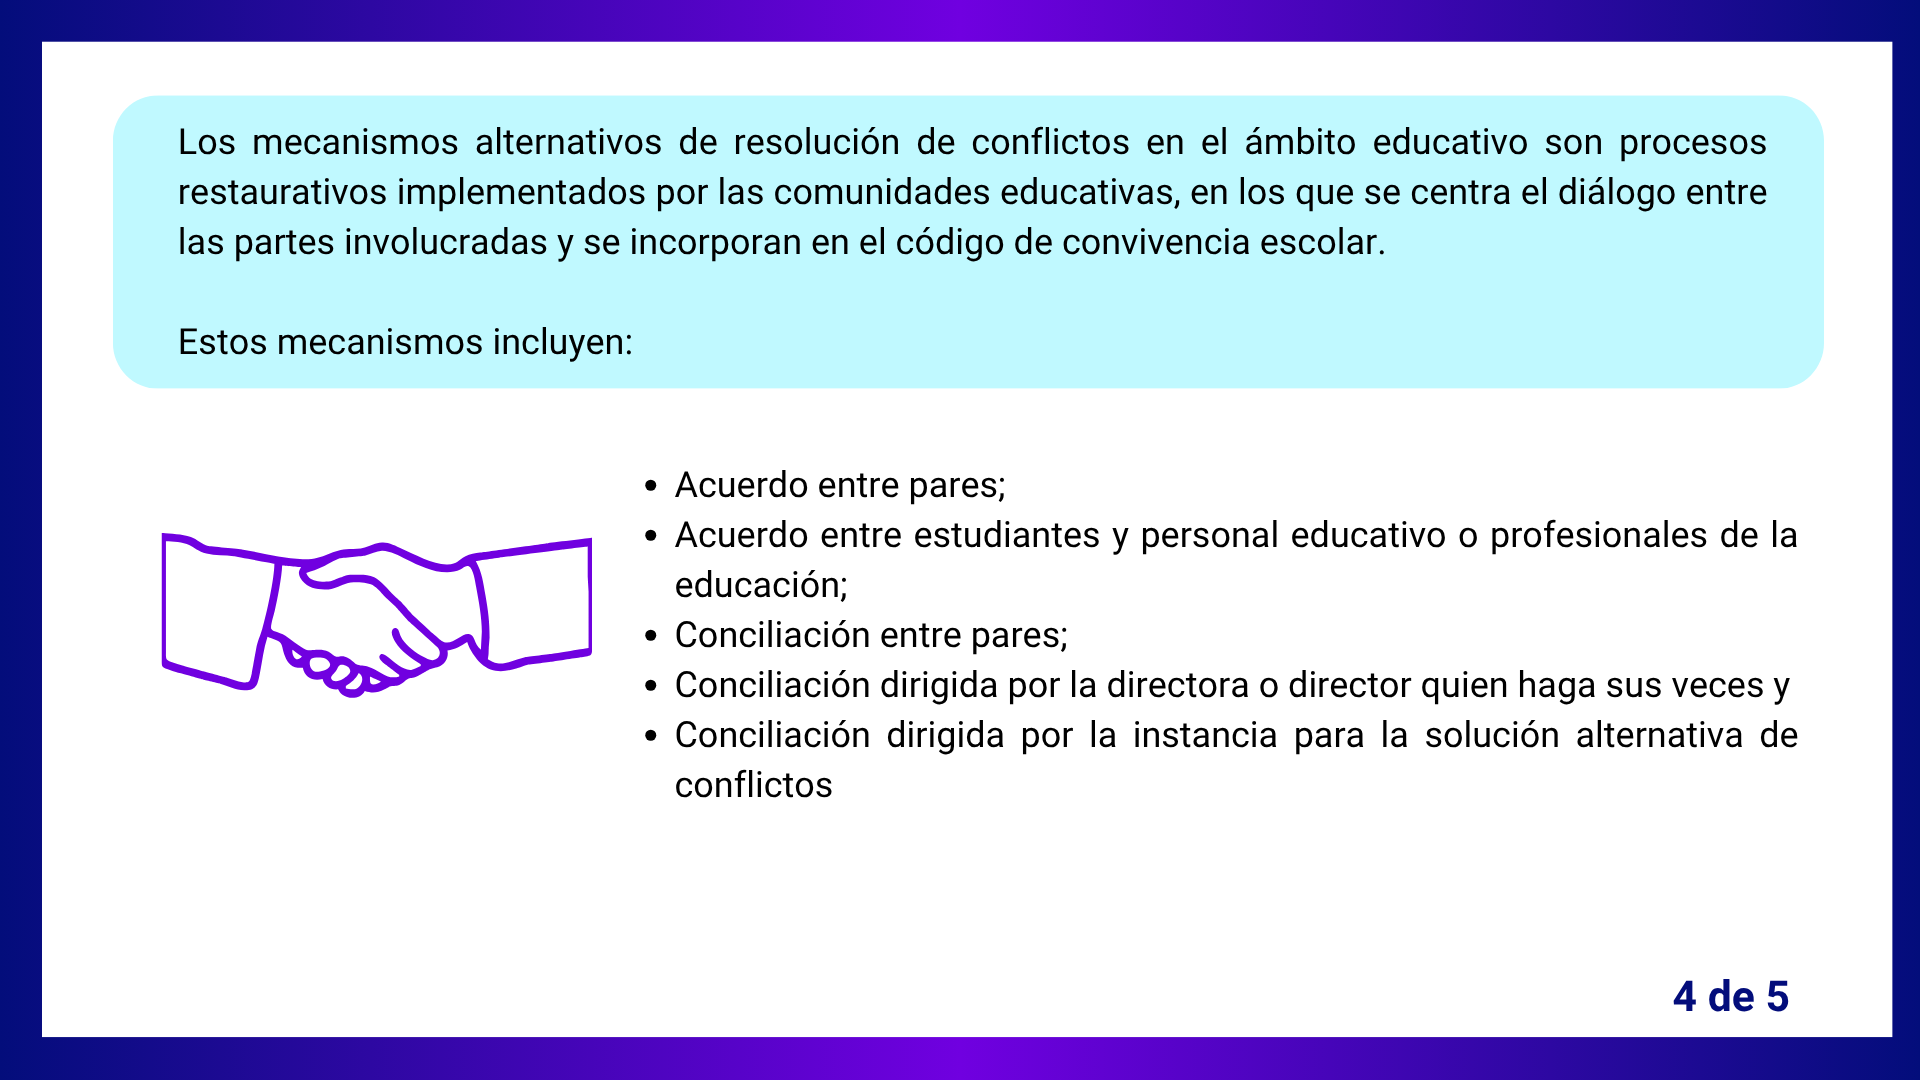 Los mecanismos alternativos de resolución de conflictos en el ámbito educativo son procesos
restaurativos implementados por las comunidades educativas, en los que se centra el diálogo entre
las partes involucradas y se incorporan en el código de convivencia escolar.
Estos mecanismos incluyen:
• Acuerdo entre pares;
• Acuerdo entre estudiantes y personal educativo o profesionales de la
educación;
• Conciliación entre pares;
• Conciliación dirigida por la directora o director quien haga sus veces y
• Conciliación dirigida por la instancia para la solución alternativa de
conflictos
4 de 5